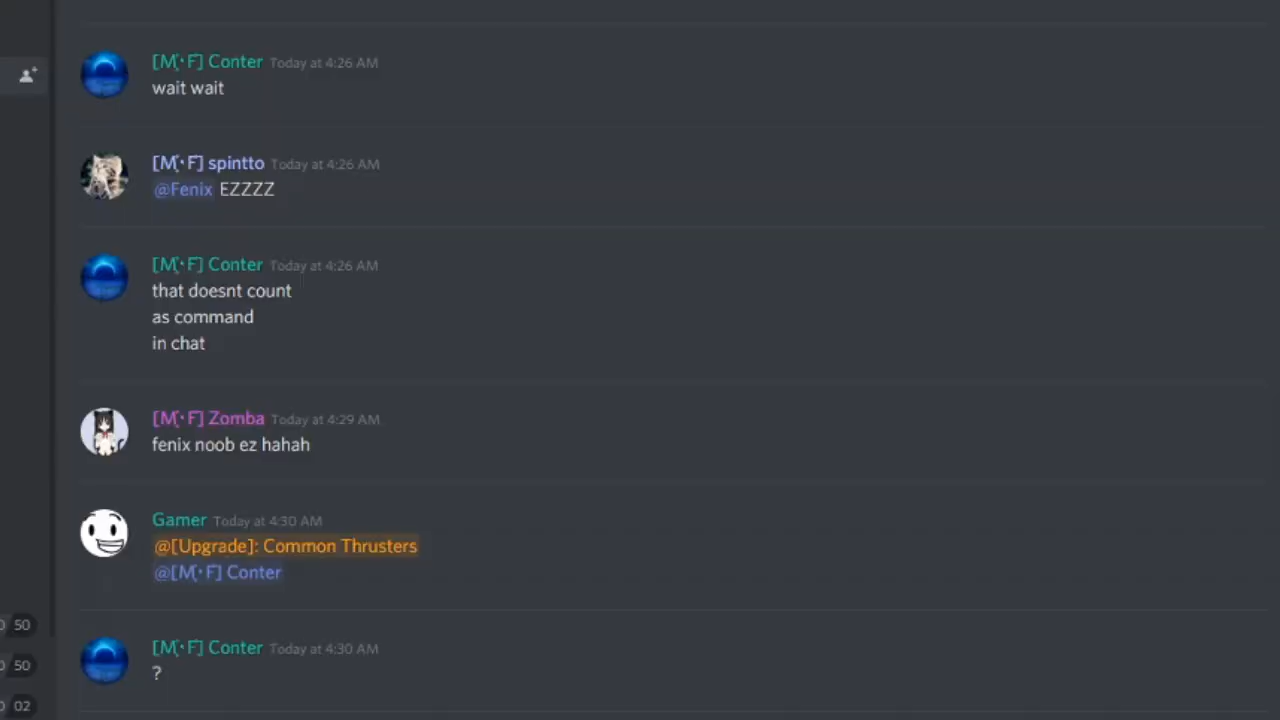 [M҉・F] Conter Today at 4:26 AM
wait wait
[M҉・F] spintto Today at 4:26 AM
@Fenix EZZZZ
[M҉・F] Conter Today at 4:26 AM
that doesnt count
as command
in chat
[M҉・F] Zomba Today at 4:29 AM
fenix noob ez hahah
Gamer Today at 4:30 AM
@[Upgrade]: Common Thrusters
@[M҉・F] Conter
50
[M҉・F] Conter Today at 4:30 AM
50
?
02